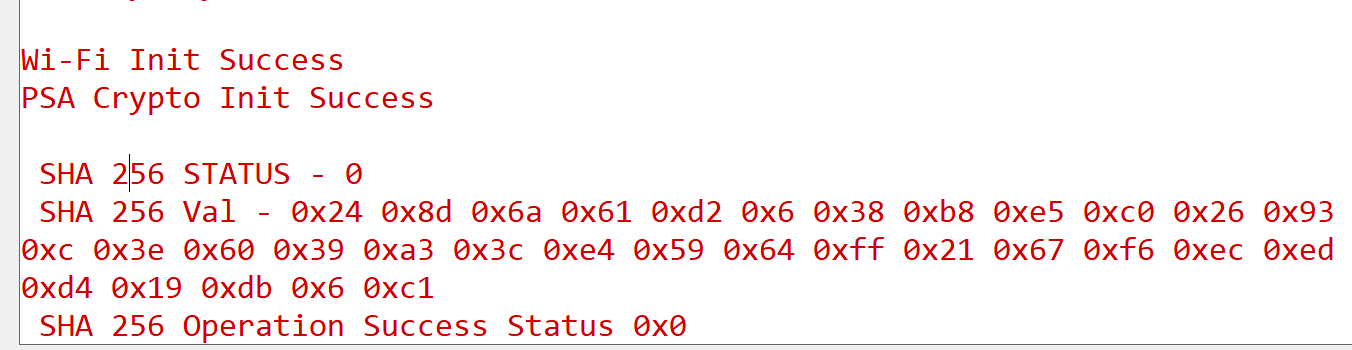 Wi-Fi Init Success
PSA Crypto Init Success
SHA 256 STATUS - 0
SHA 256 Val - 0x24 0x8d 0x6a 0x61 0xd2 0x6 0x38 0xb8 0xe5 0xc0 0x26 0x93
0xc 0x3e 0x60 0x39 0xa3 0x3c 0xe4 0x59 0x64 0xff 0x21 0x67 0xf6 0xec 0xed
0xd4 0x19 0xdb 0x6 0xc1
SHA 256 Operation Success Status 0x0